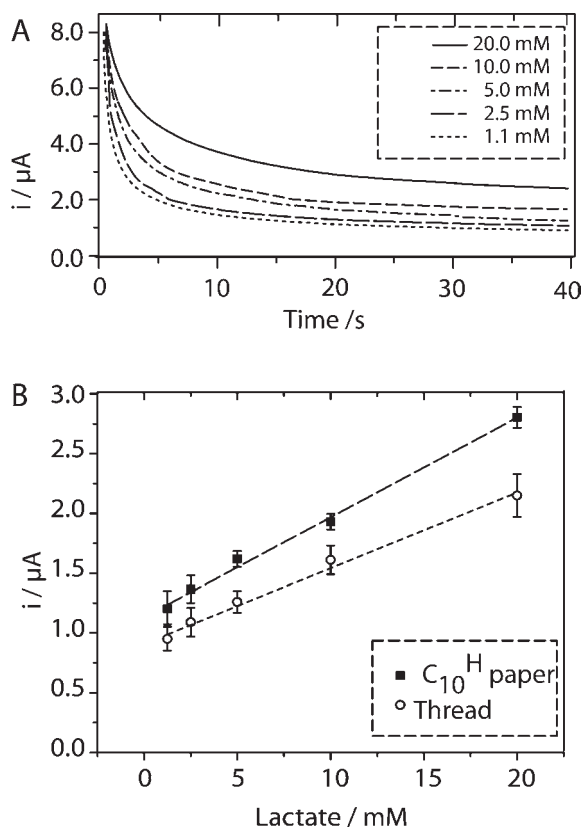 A
8.0
6.0
4.0
2.0
0.0
i / μA
20.0 mM
10.0 mM
5.0 mM
2.5 mM
1.1 mM
0
10
20
30
40
Time /s
B
3.0
2.5
2.0
1.5
1.0
0.5
0.0
i / μA
C10H paper
Thread
0
5
10
15
20
Lactate / mM